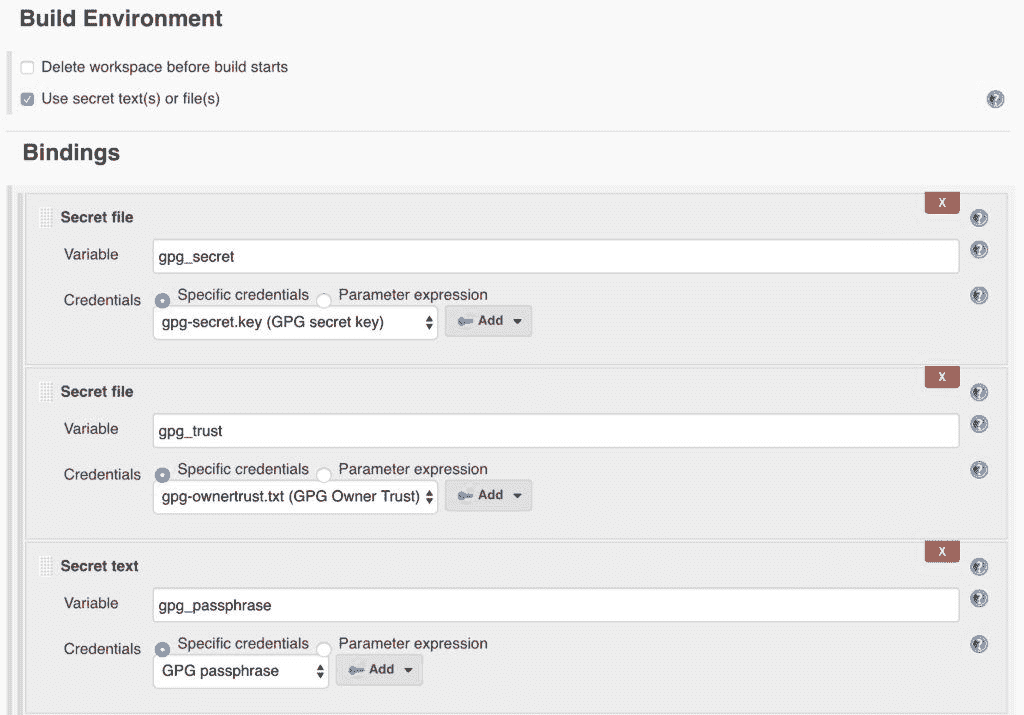 Build Environment
Delete workspace before build starts
Use secret text(s) or file(s)
Bindings
X
Secret file
Variable gpg_secret
Credentials Specific credentials Parameter expression
gpg-secret.key (GPG secret key) Add
X
Secret file
Variable gpg_trust
Credentials Specific credentials Parameter expression
gpg-ownertrust.txt (GPG Owner Trust) Add
X
Secret text
Variable gpg_passphrase
Credentials Specific credentials Parameter expression
GPG passphrase Add